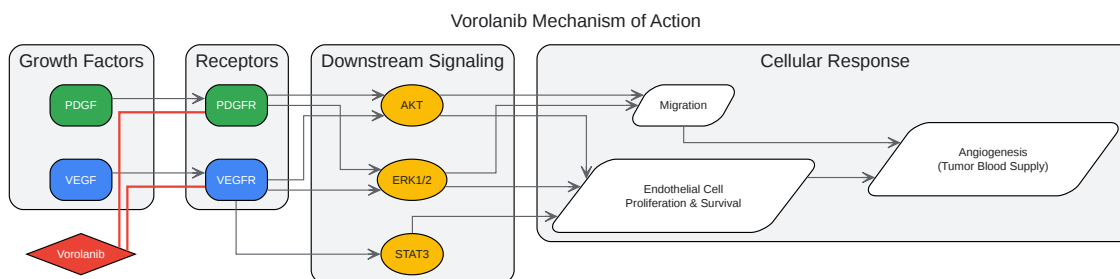 Vorolanib Mechanism of Action
Growth Factors
Receptors
Downstream Signaling
Cellular Response
PDGF
PDGFR
AKT
Migration
VEGF
VEGFR
ERK1/2
Endothelial Cell
Proliferation & Survival
Angiogenesis
(Tumor Blood Supply)
Vorolanib
STAT3